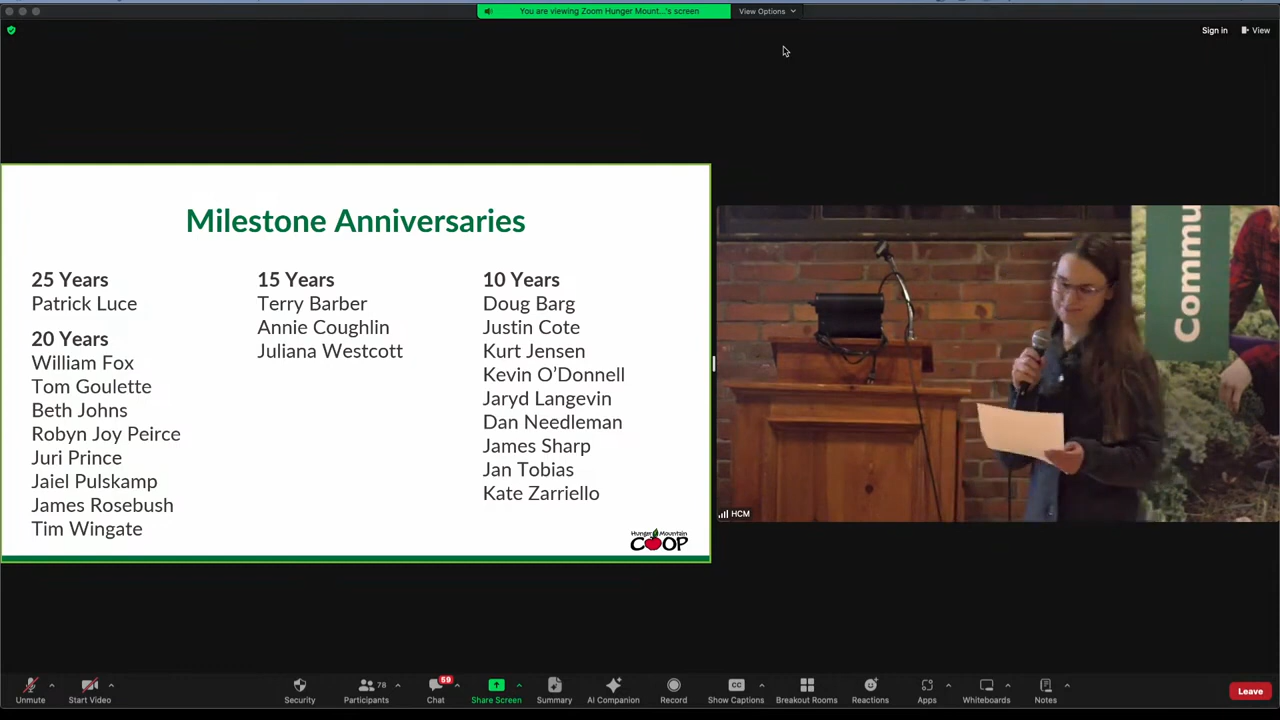 You are viewing Zoom Hunger Mount...'s screen
View Options
Sign in
View
Milestone Anniversaries
25 Years
Patrick Luce
20 Years
William Fox
Tom Goulette
Beth Johns
Robyn Joy Peirce
Juri Prince
Jaiel Pulskamp
James Rosebush
Tim Wingate
15 Years
Terry Barber
Annie Coughlin
Juliana Westcott
10 Years
Doug Barg
Justin Cote
Kurt Jensen
Kevin O'Donnell
Jaryd Langevin
Dan Needleman
James Sharp
Jan Tobias
Kate Zarriello
Hunger Mountain
COOP
Commu
HCM
Unmute
Start Video
Security
78
Participants
59
Chat
Share Screen
Summary
AI Companion
Record
CC
Show Captions
Breakout Rooms
Reactions
Apps
Whiteboards
Notes
Leave